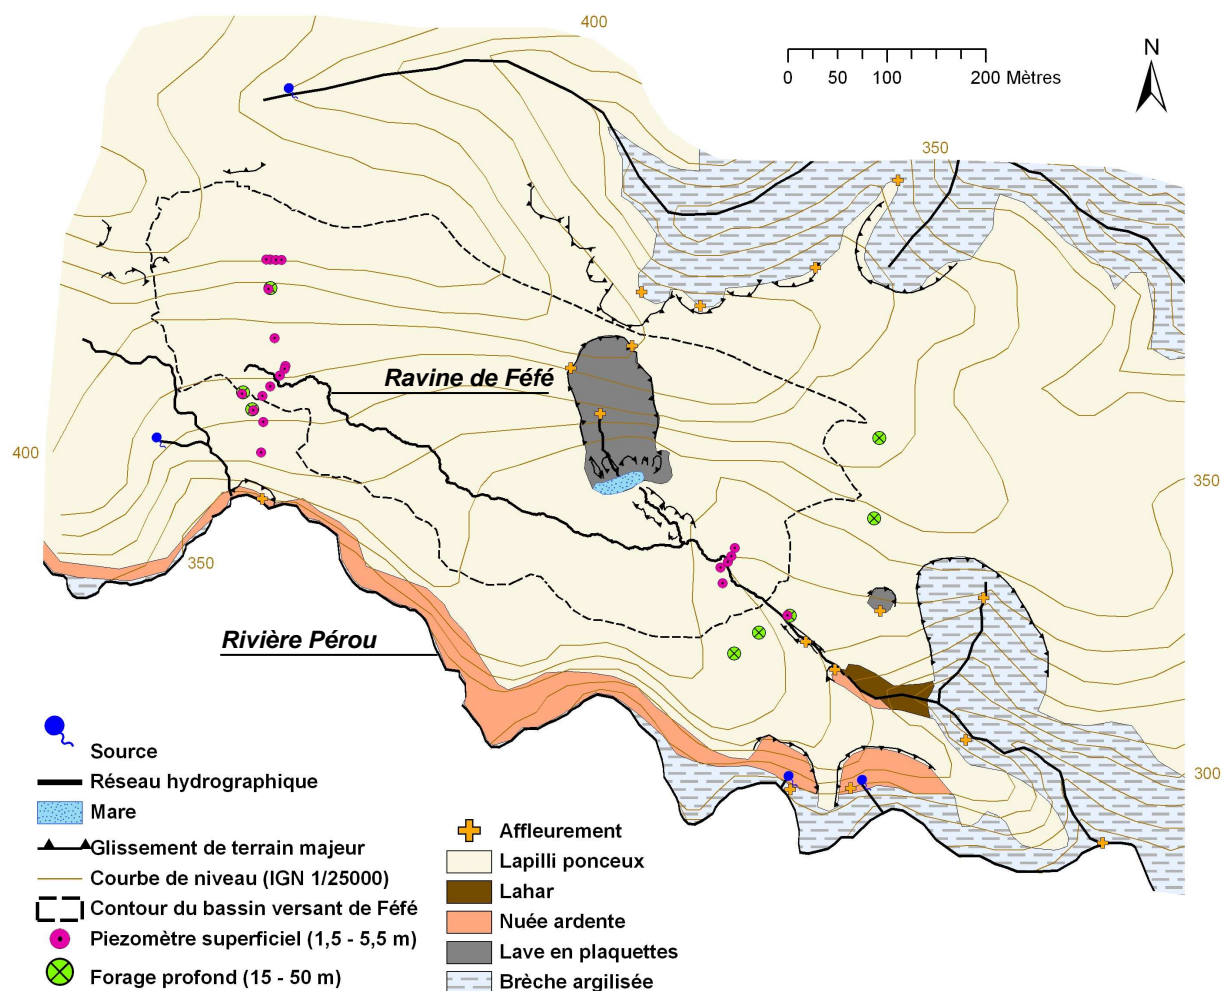 400
0 50 100 200 Mètres
N
350
Ravine de Féfé
400
350
350
Rivière Pérou
300
Source
Réseau hydrographique
Mare
Glissement de terrain majeur
Courbe de niveau (IGN 1/25000)
Contour du bassin versant de Féfé
Piezomètre superficiel (1,5 - 5,5 m)
Forage profond (15 - 50 m)
Affleurement
Lapilli ponceux
Lahar
Nuée ardente
Lave en plaquettes
Brèche argilisée